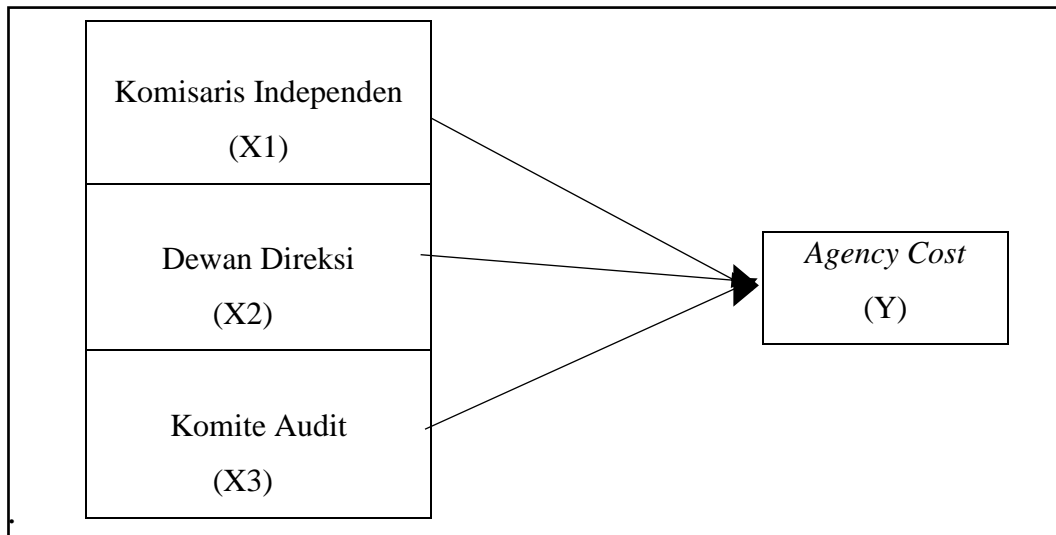 Komisaris Independen
(X1)
Dewan Direksi
(X2)
Komite Audit
(X3)
Agency Cost
(Y)
.